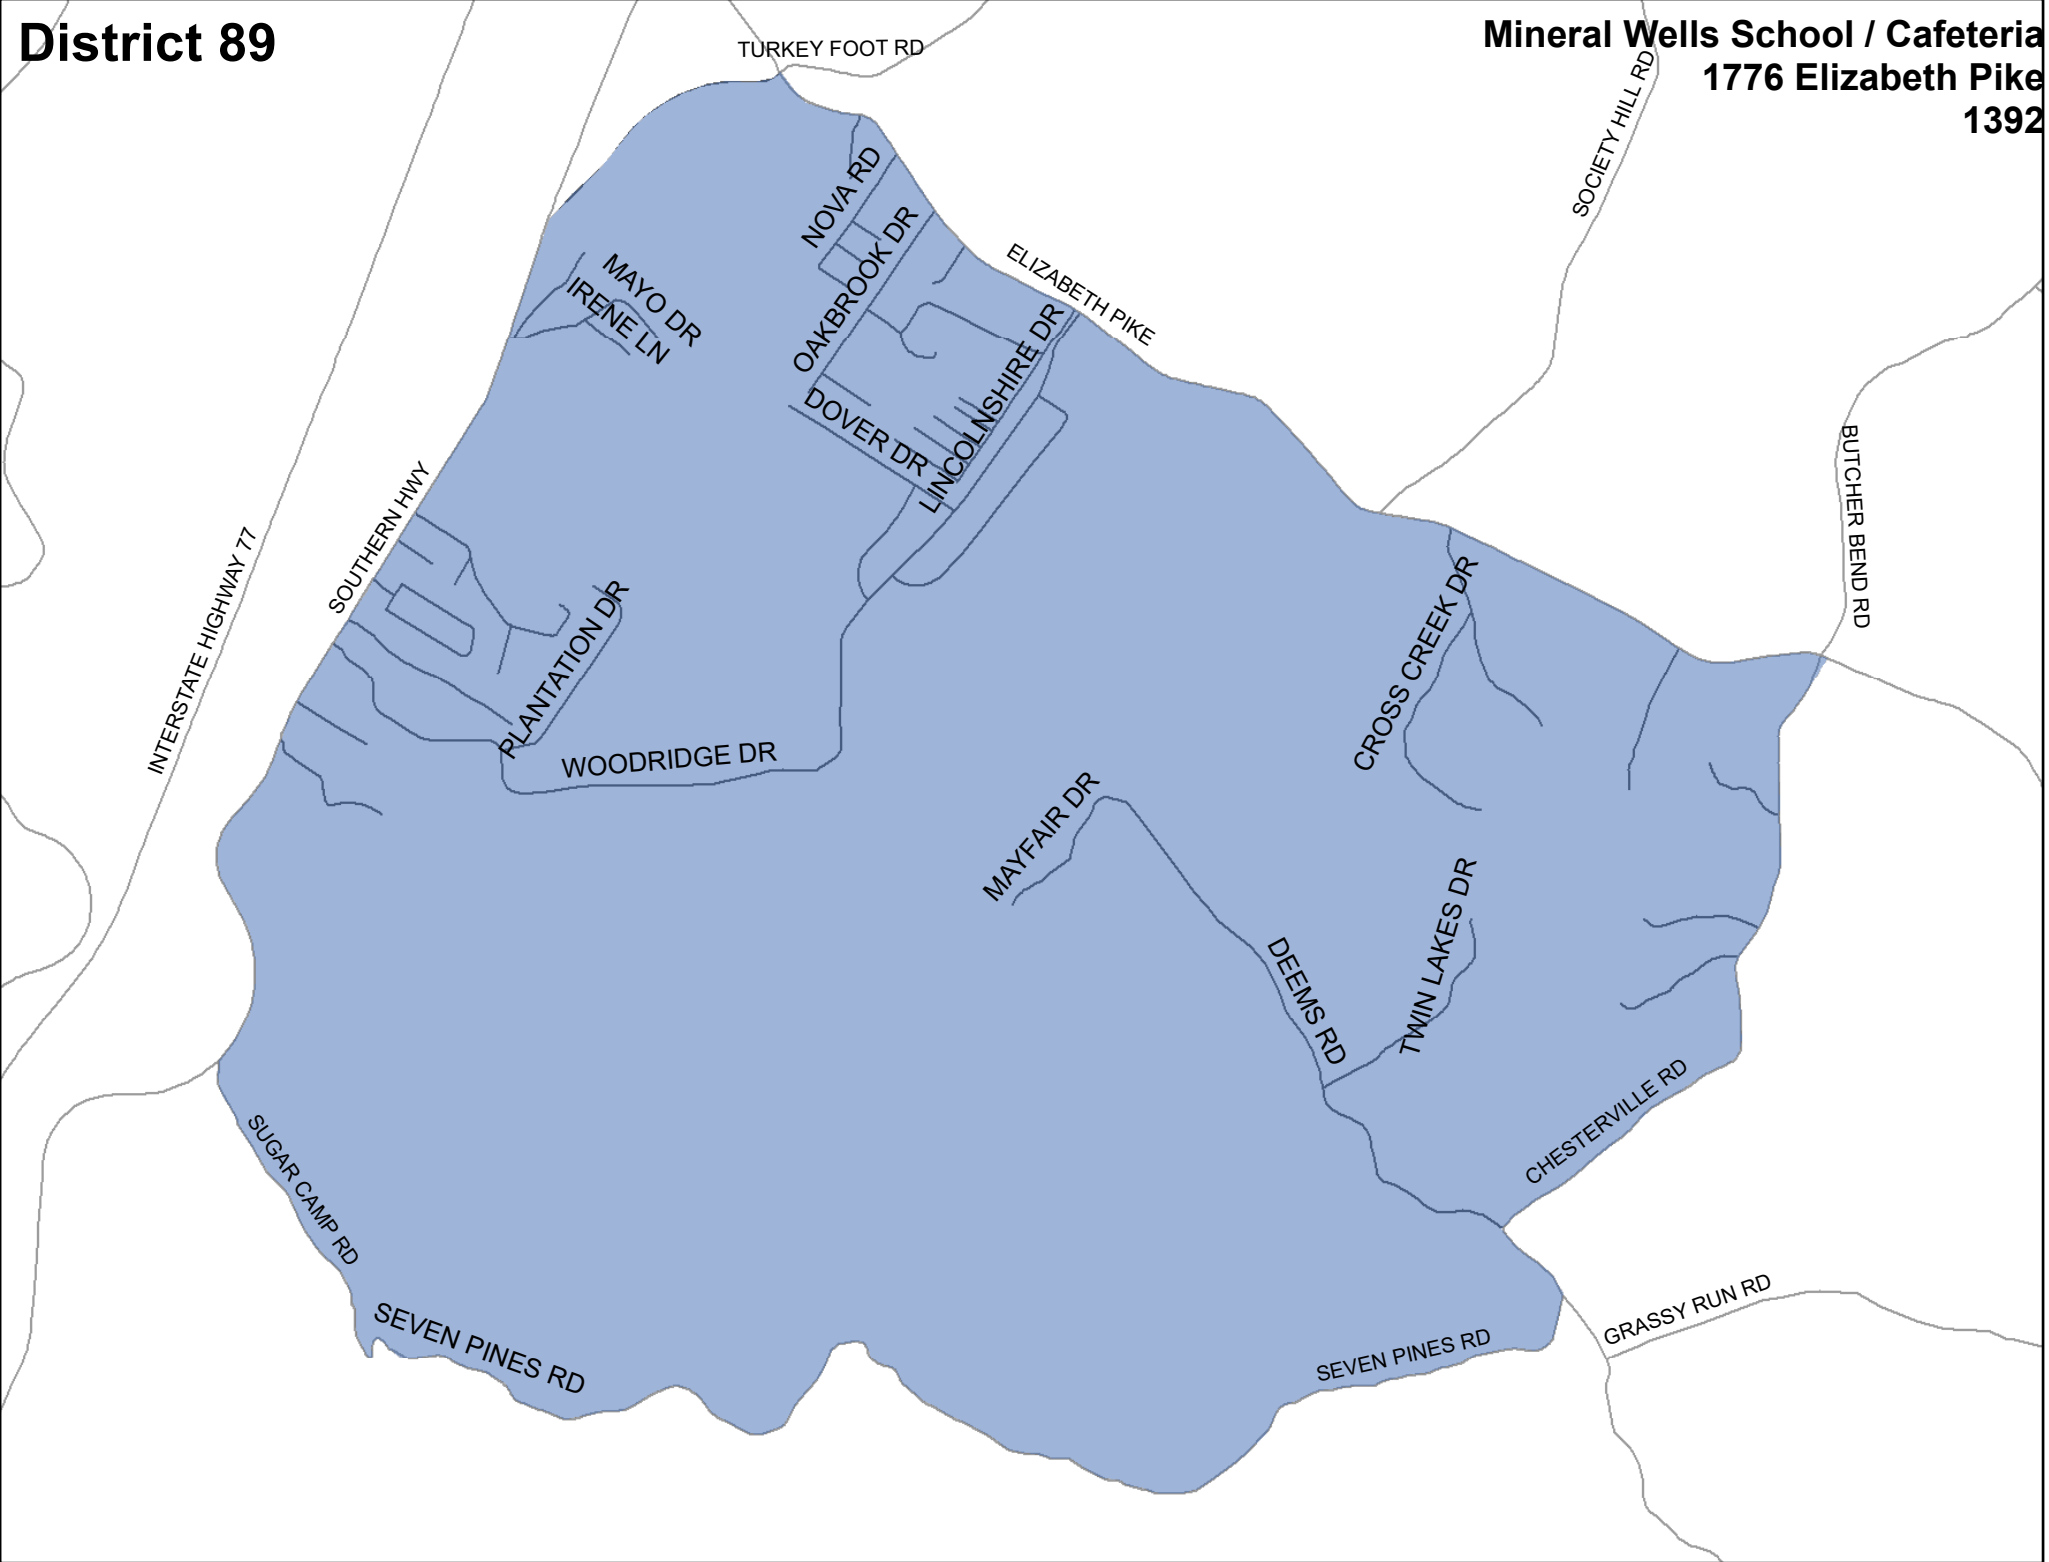 District 89
Mineral Wells School / Cafeteria
1776 Elizabeth Pike
1392
TURKEY FOOT RD
SOCIETY HILL RD
NOVA RD
OAKBROOK DR
ELIZABETH PIKE
MAYO DR
IRENE LN
LINCOLNSHIRE DR
DOVER DR
BUTCHER BEND RD
SOUTHERN HWY
INTERSTATE HIGHWAY 77
PLANTATION DR
CROSS CREEK DR
WOODRIDGE DR
MAYFAIR DR
TWIN LAKES DR
DEEMS RD
CHESTERVILLE RD
SUGAR CAMP RD
GRASSY RUN RD
SEVEN PINES RD
SEVEN PINES RD